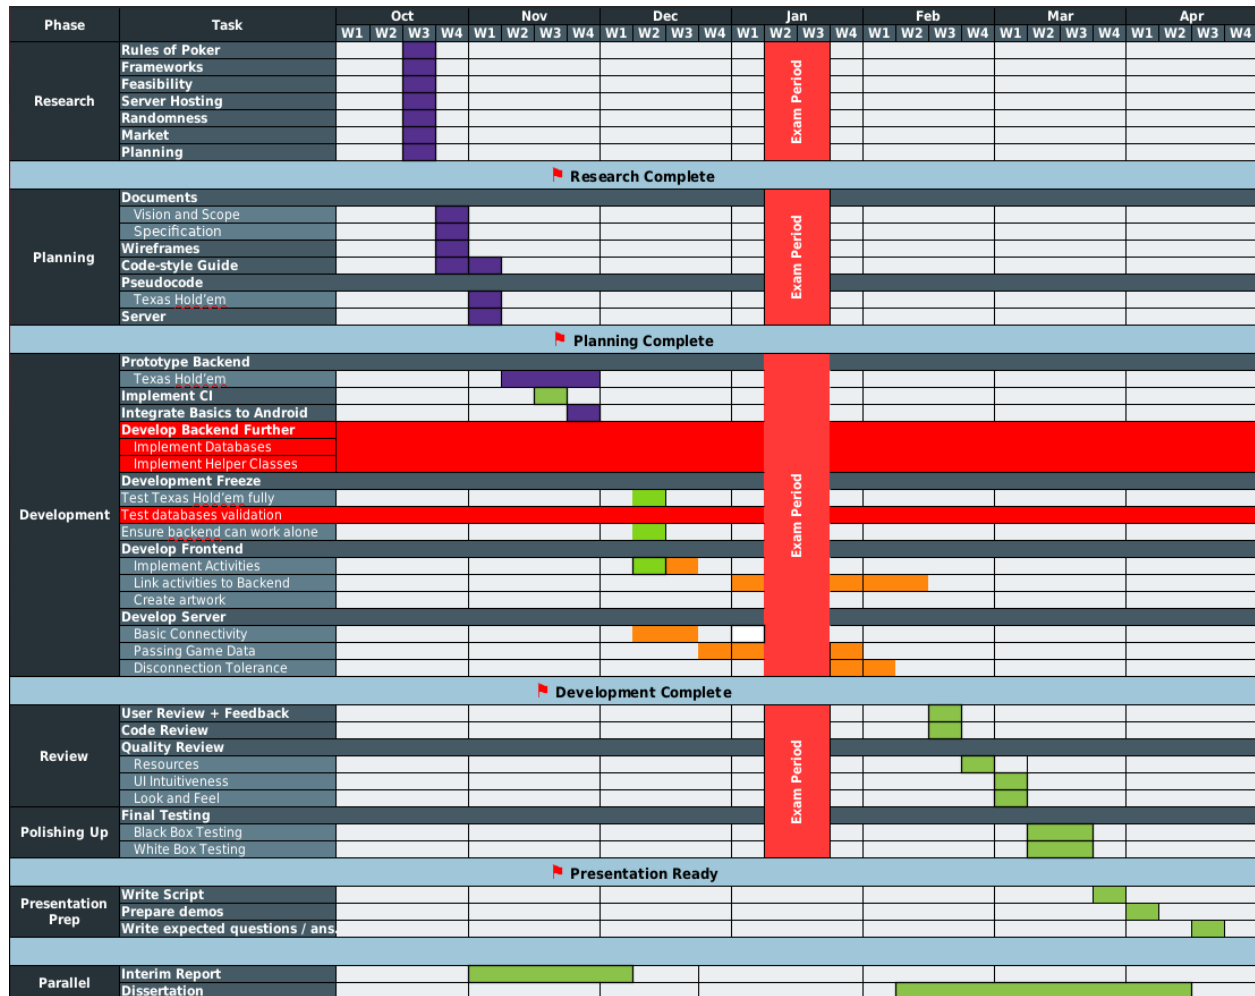 Phase Task Oct Nov Dec Jan Feb Mar Apr
W1 W2 W3 W4 W1 W2 W3 W4 W1 W2 W3 W4 W1 W2 W3 W4 W1 W2 W3 W4 W1 W2 W3 W4 W1 W2 W3 W4
Research
Rules of Poker
Frameworks
Feasibility
Server Hosting
Randomness
Market
Planning
Exam Period
Research Complete
Planning
Documents
Vision and Scope
Specification
Wireframes
Code-style Guide
Pseudocode
Texas Hold'em
Server
Exam Period
Planning Complete
Development
Prototype Backend
Texas Hold'em
Implement CI
Integrate Basics to Android
Develop Backend Further
Implement Databases
Implement Helper Classes
Development Freeze
Test Texas Hold'em fully
Test databases validation
Ensure backend can work alone
Develop Frontend
Implement Activities
Link activities to Backend
Create artwork
Develop Server
Basic Connectivity
Passing Game Data
Disconnection Tolerance
Exam Period
Development Complete
Review
User Review + Feedback
Code Review
Quality Review
Resources
UI Intuitiveness
Look and Feel
Polishing Up
Final Testing
Black Box Testing
White Box Testing
Exam Period
Presentation Ready
Presentation
Prep
Write Script
Prepare demos
Write expected questions / ans.
Parallel
Interim Report
Dissertation